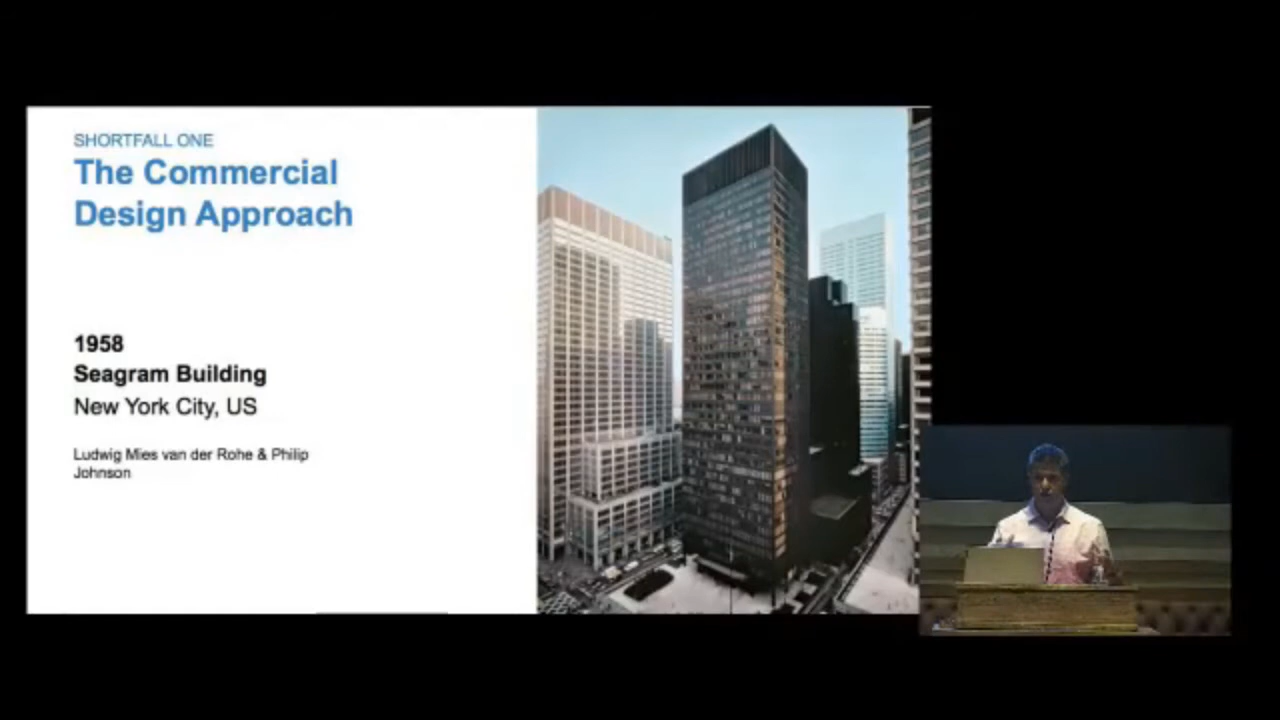 SHORTFALL ONE
The Commercial
Design Approach
1958
Seagram Building
New York City, US
Ludwig Mies van der Rohe & Philip
Johnson